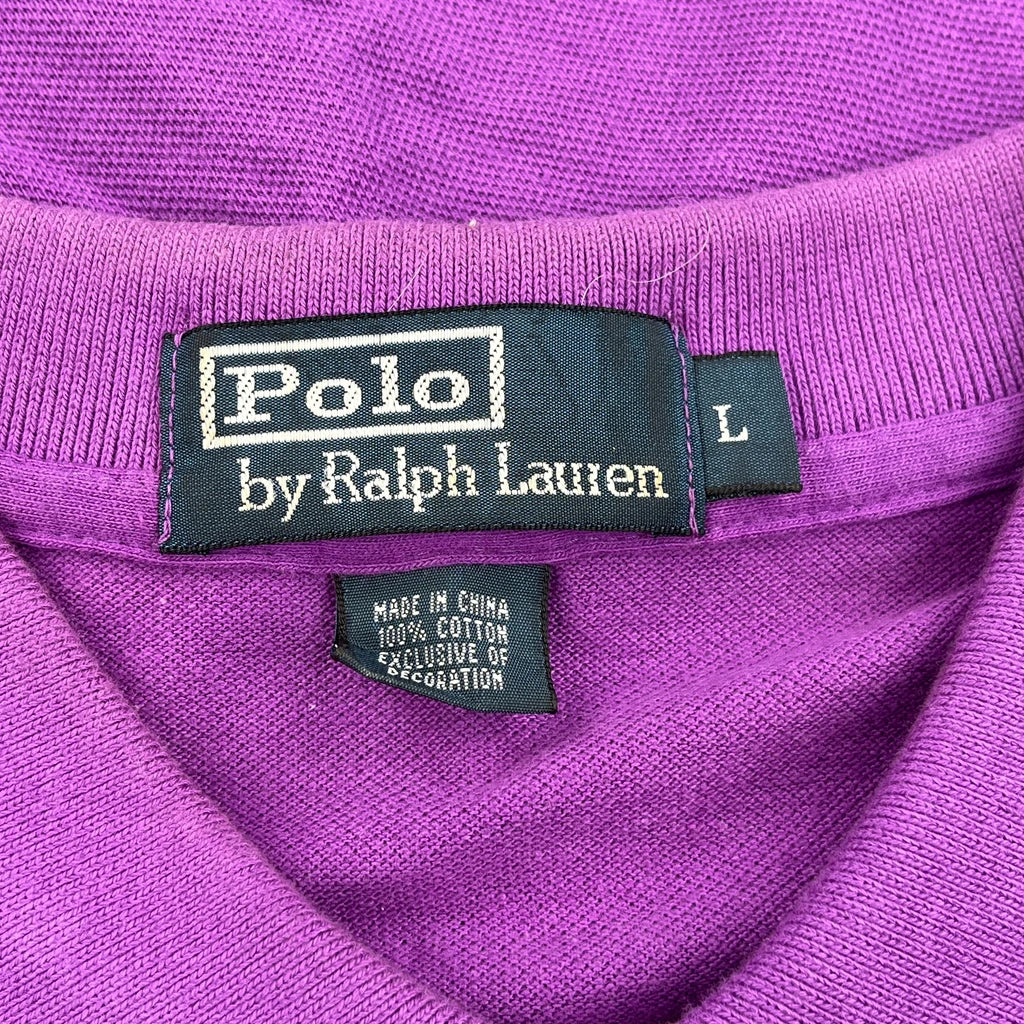 Polo
by Ralph Lauren
L
MADE IN CHINA
100% COTTON
EXCLUSIVE OF
DECORATION